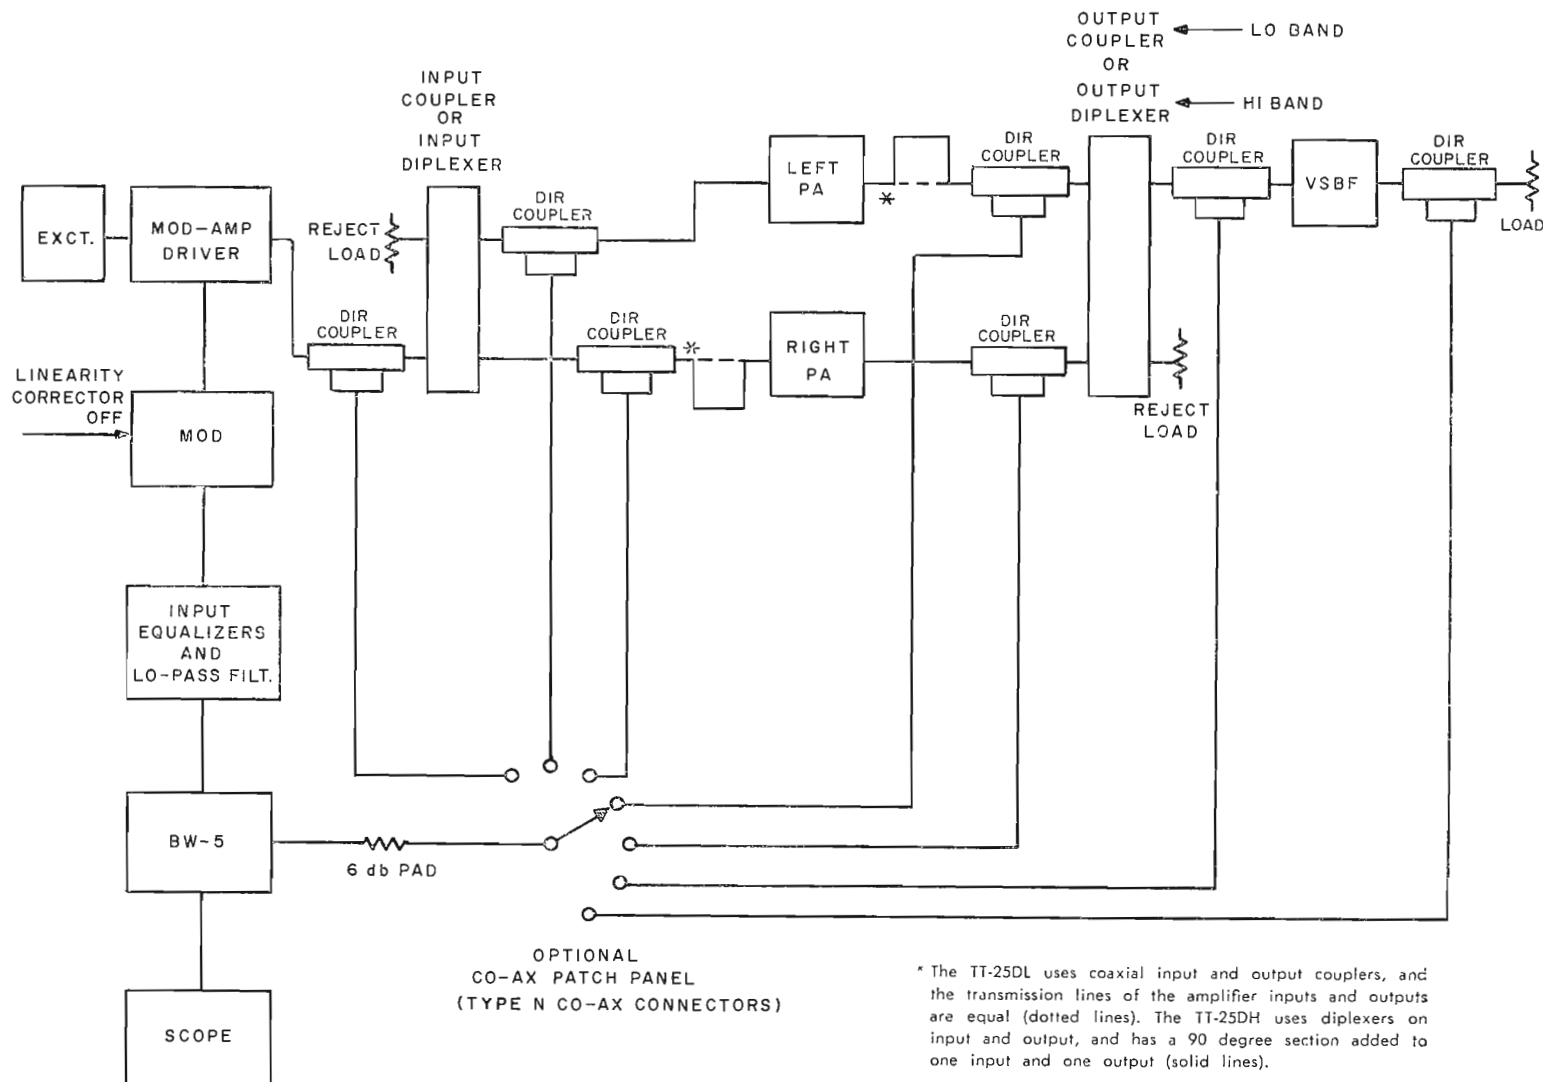 OUTPUT
COUPLER
OR
OUTPUT
DIPLEXER
LO BAND
HI BAND
INPUT
COUPLER
OR
INPUT
DIPLEXER
EXCT.
MOD-AMP
DRIVER
REJECT
LOAD
DIR
COUPLER
LEFT
PA
*
DIR
COUPLER
DIR
COUPLER
VSBF
DIR
COUPLER
LOAD
DIR
COUPLER
DIR
COUPLER
*
RIGHT
PA
DIR
COUPLER
REJECT
LOAD
LINEARITY
CORRECTOR
OFF
MOD
INPUT
EQUALIZERS
AND
LO-PASS FILT.
BW-5
6 db PAD
SCOPE
OPTIONAL
CO-AX PATCH PANEL
(TYPE N CO-AX CONNECTORS)
* The TT-25DL uses coaxial input and output couplers, and
the transmission lines of the amplifier inputs and outputs
are equal (dotted lines). The TT-25DH uses diplexers on
input and output, and has a 90 degree section added to
one input and one output (solid lines).